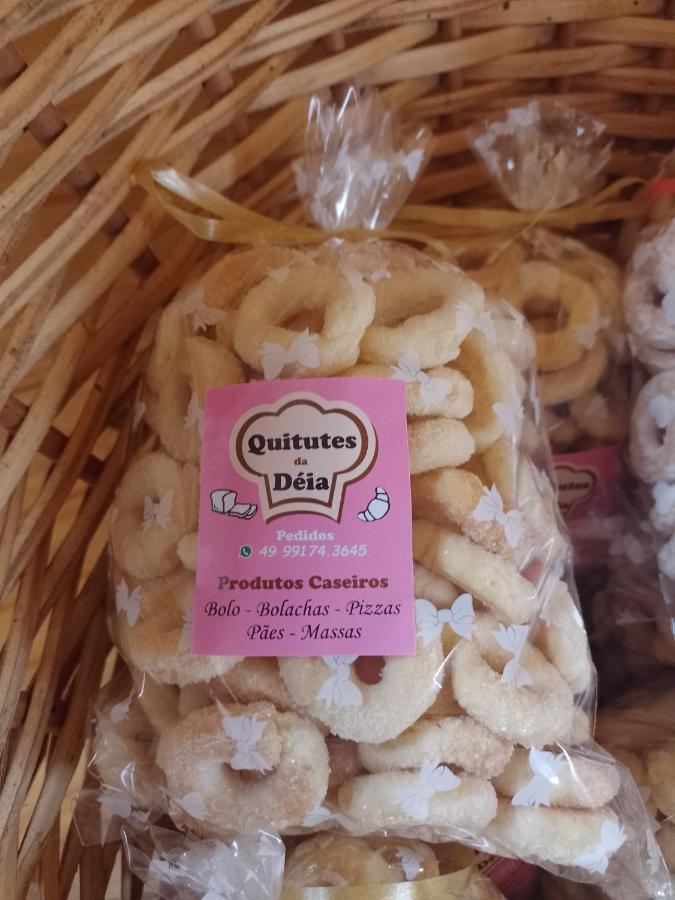 Quitutes
da
Déia
Pedidos
49 99174.3645
Produtos Caseiros
Bolo - Bolachas - Pizzas
Pães - Massas